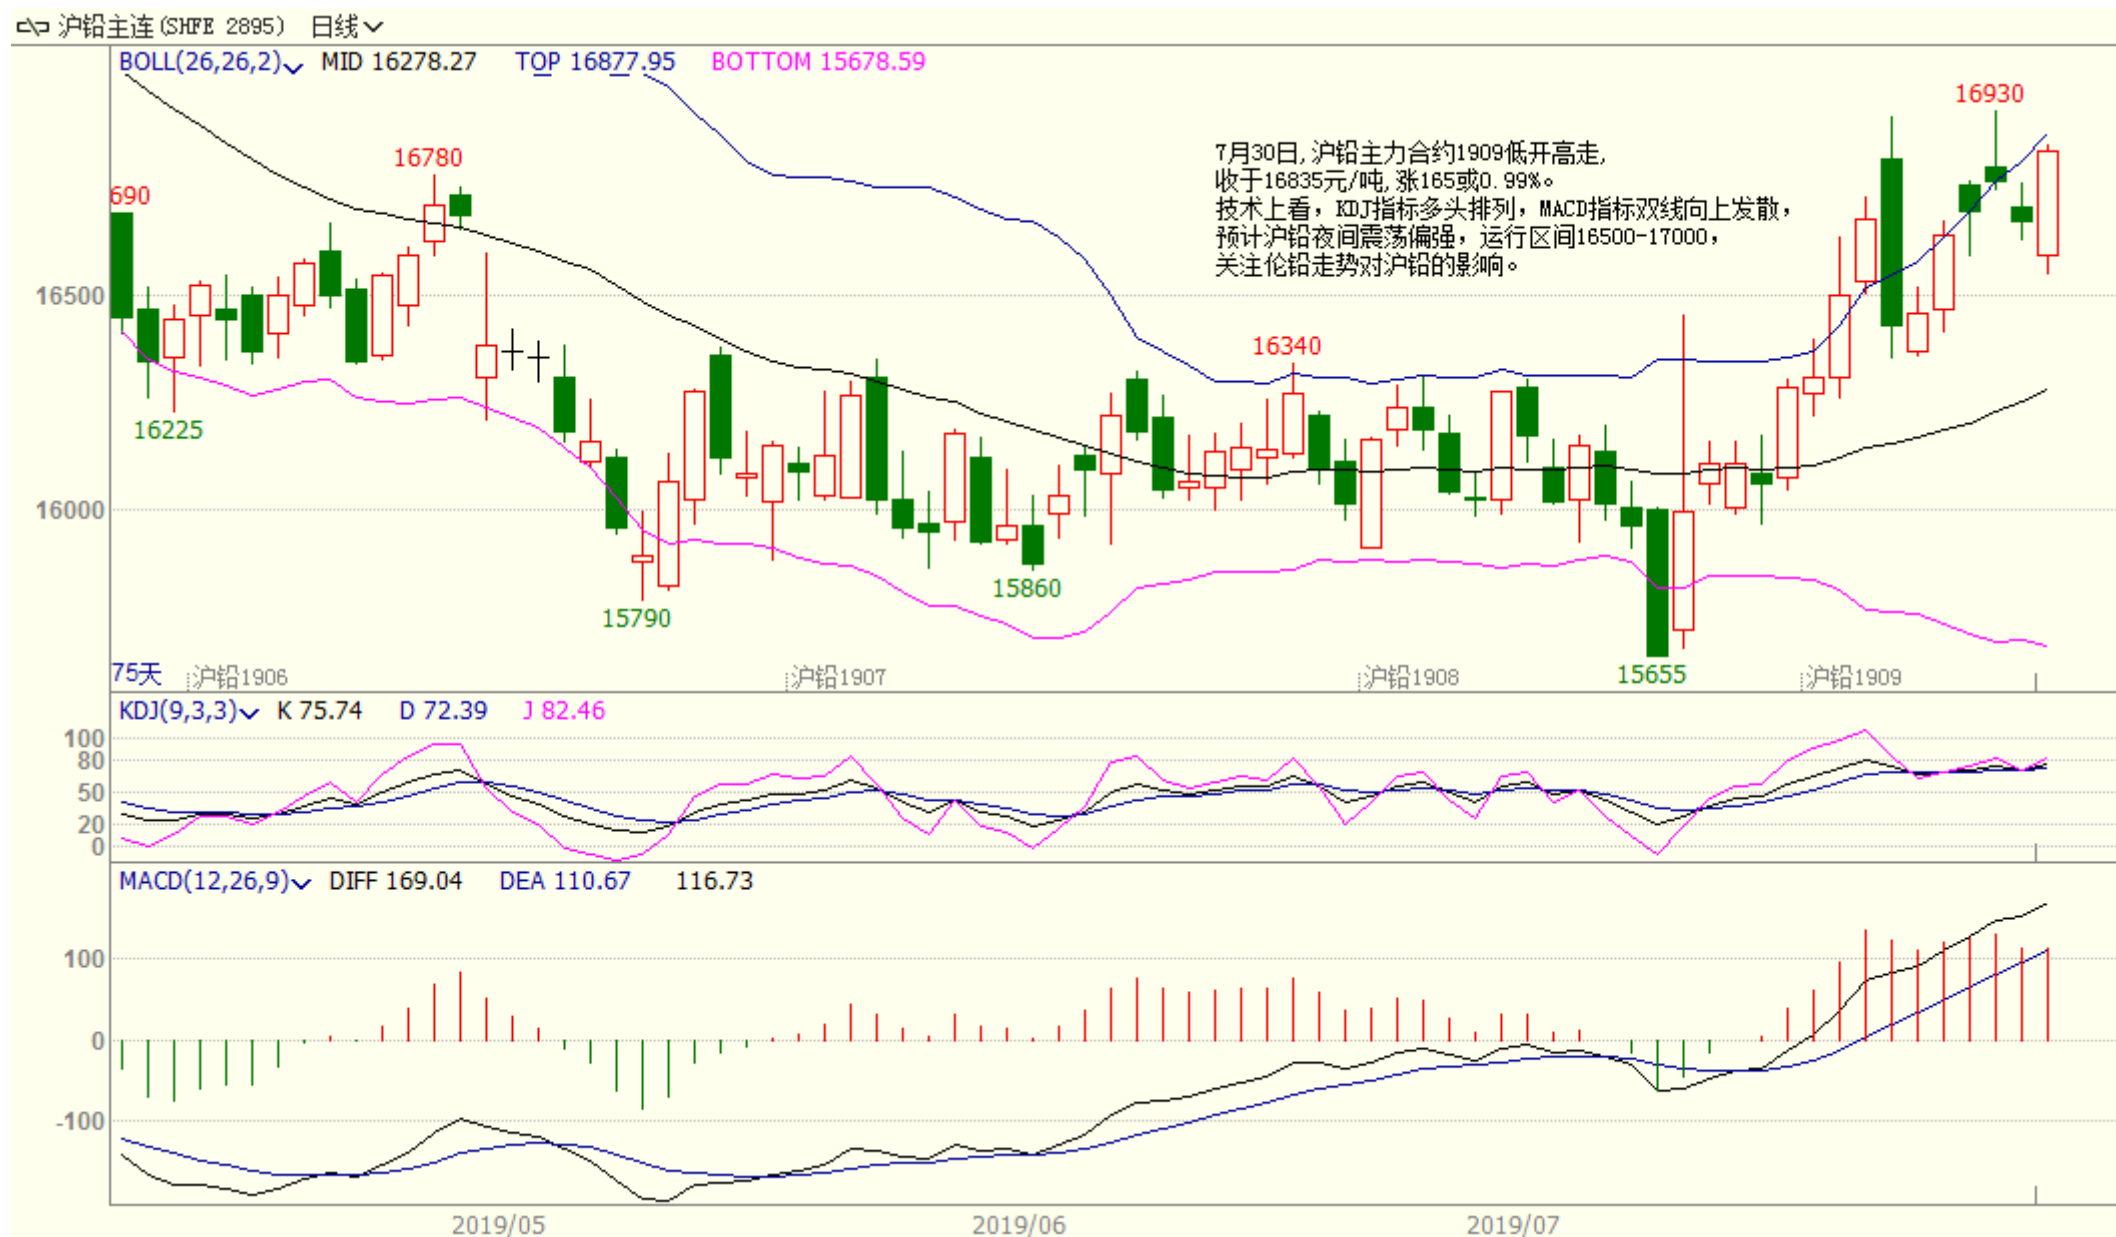 沪铅主连(SHFE 2895) 日线
BOLL(26,26,2) MID 16278.27 TOP 16877.95 BOTTOM 15678.59
16930
16780
690
7月30日,沪铅主力合约1909低开高走,
收于16835元/吨,涨165或0.99%。
技术上看，KDJ指标多头排列，MACD指标双线向上发散，
预计沪铅夜间震荡偏强，运行区间16500-17000，
关注伦铅走势对沪铅的影响。
16500
16340
16225
16000
15860
15790
15655
75天 沪铅1906 沪铅1907 沪铅1908 沪铅1909
KDJ(9,3,3) K 75.74 D 72.39 J 82.46
100
80
50
20
0
MACD(12,26,9) DIFF 169.04 DEA 110.67 116.73
100
0
-100
2019/05 2019/06 2019/07